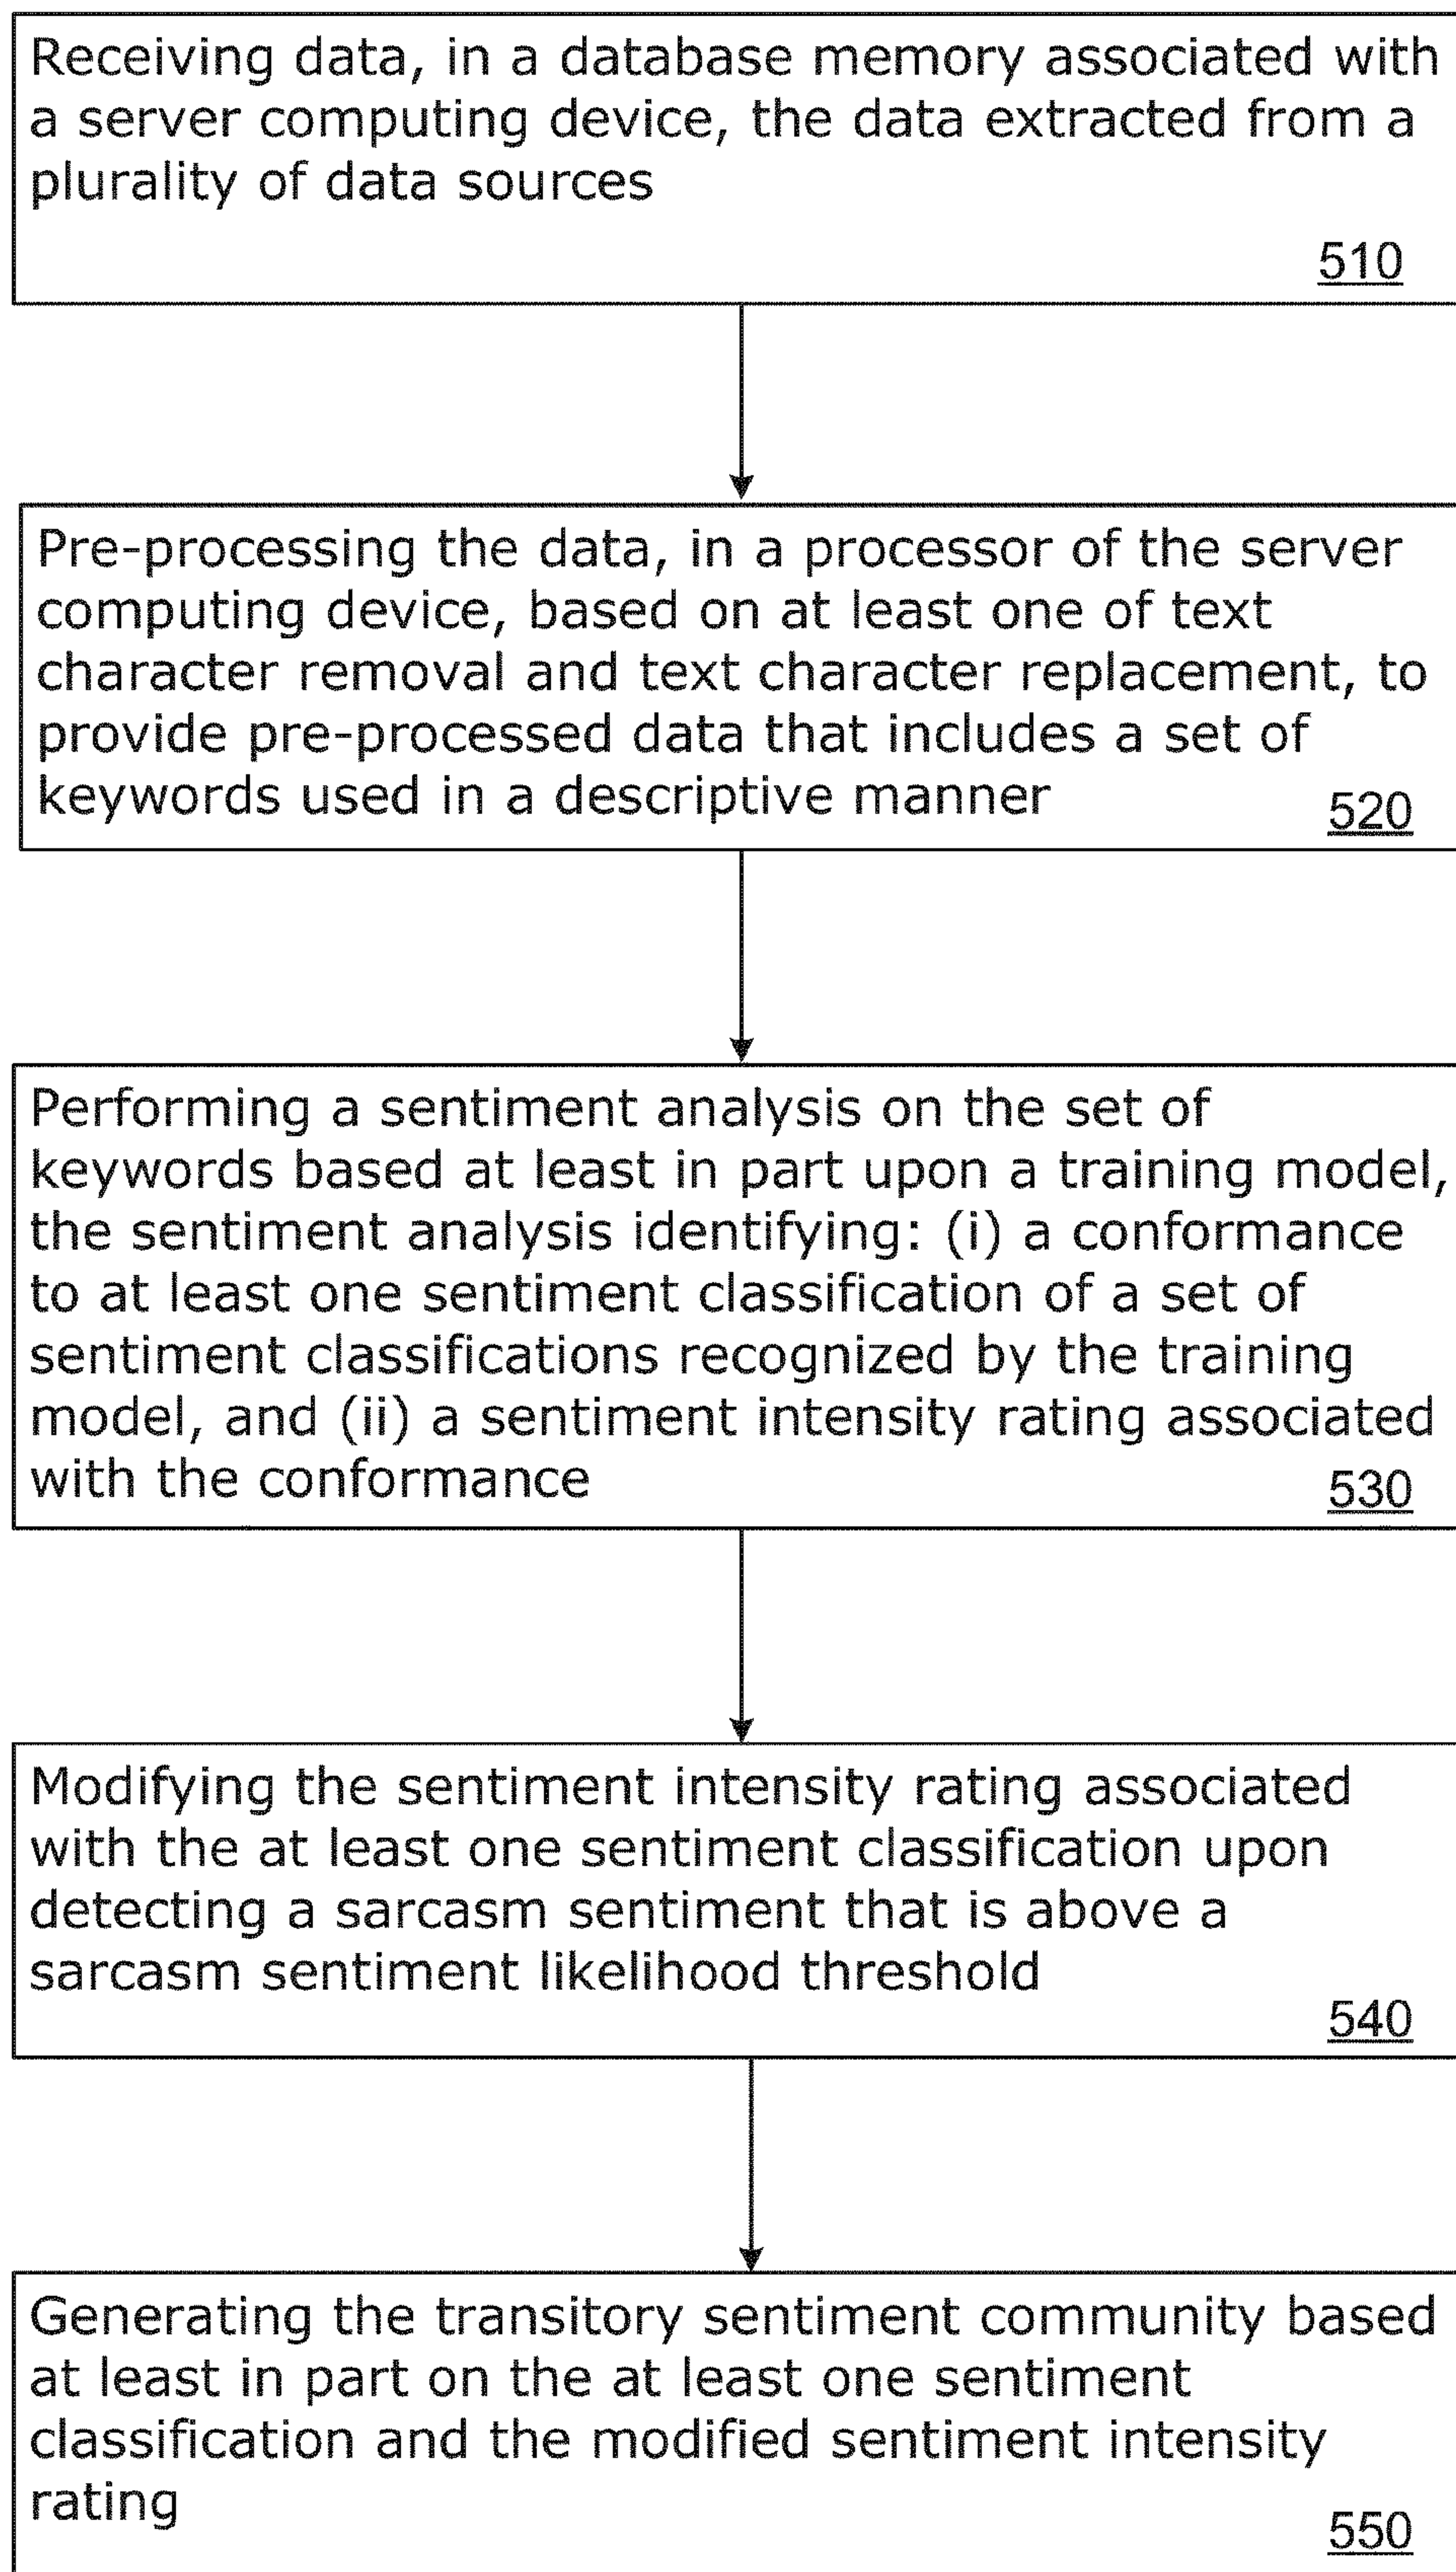 Receiving data, in a database memory associated with
a server computing device, the data extracted from a
plurality of data sources
510
Pre-processing the data, in a processor of the server
computing device, based on at least one of text
character removal and text character replacement, to
provide pre-processed data that includes a set of
keywords used in a descriptive manner
520
Performing a sentiment analysis on the set of
keywords based at least in part upon a training model,
the sentiment analysis identifying: (i) a conformance
to at least one sentiment classification of a set of
sentiment classifications recognized by the training
model, and (ii) a sentiment intensity rating associated
with the conformance
530
Modifying the sentiment intensity rating associated
with the at least one sentiment classification upon
detecting a sarcasm sentiment that is above a
sarcasm sentiment likelihood threshold
540
Generating the transitory sentiment community based
at least in part on the at least one sentiment
classification and the modified sentiment intensity
rating
550